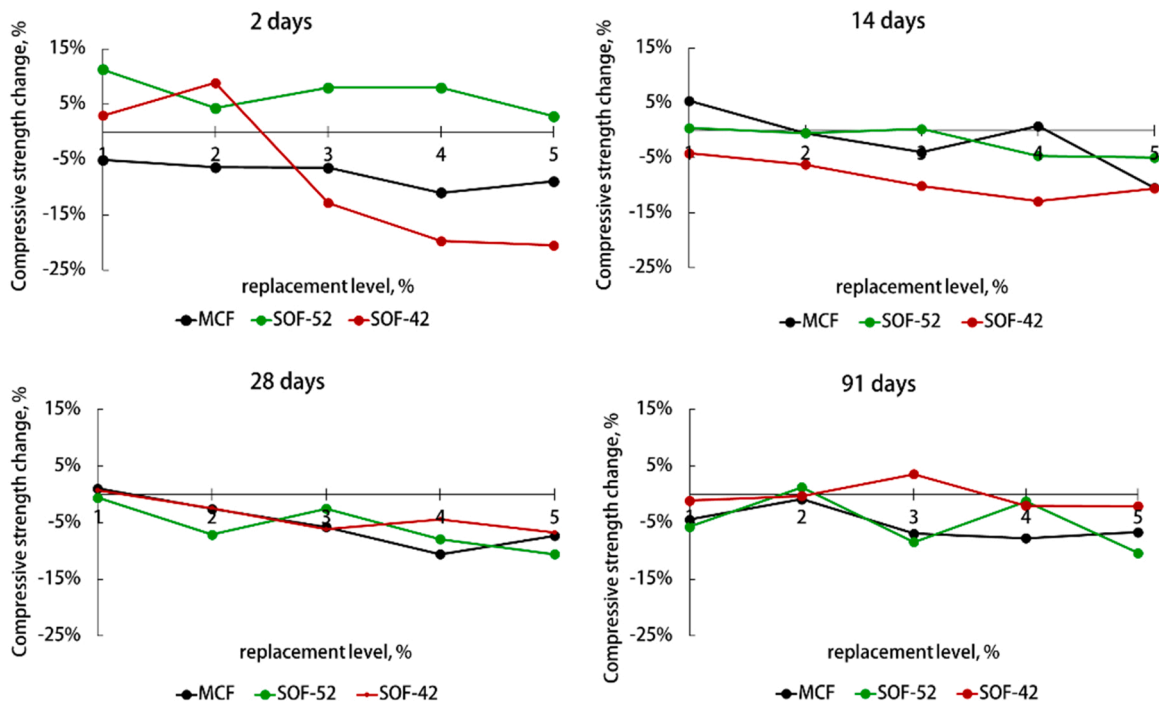 2 days
Compressive strength change, %
15%
5%
-5%
-15%
-25%
1 2 3 4 5
replacement level, %
MCF SOF-52 SOF-42
14 days
Compressive strength change, %
15%
5%
-5%
-15%
-25%
1 2 3 4 5
replacement level, %
MCF SOF-52 SOF-42
28 days
Compressive strength change, %
15%
5%
-5%
-15%
-25%
1 2 3 4 5
replacement level, %
MCF SOF-52 SOF-42
91 days
Compressive strength change, %
15%
5%
-5%
-15%
-25%
1 2 3 4 5
replacement level, %
MCF SOF-52 SOF-42